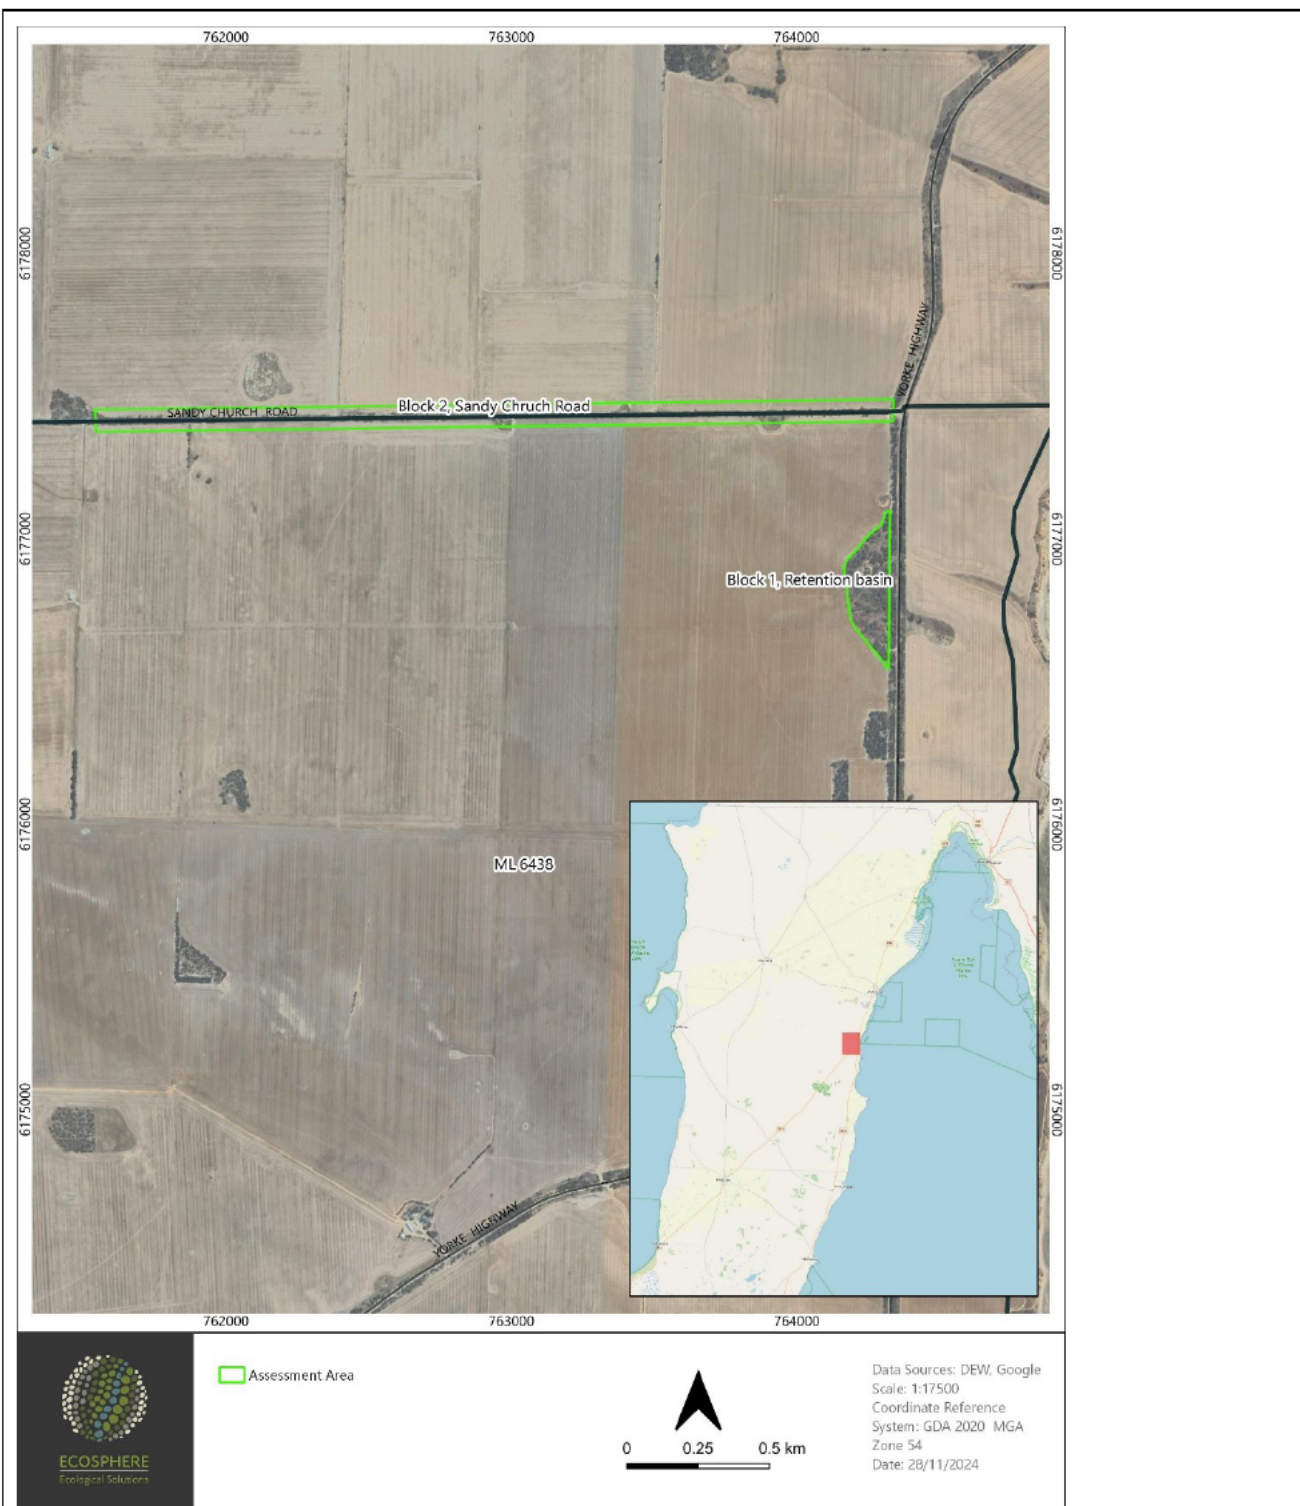 762000
763000
764000
6178000
6178000
YORKE HIGHWAY
SANDY CHURCH ROAD
Block 2, Sandy Chruch Road
6177000
6177000
Block 1, Retention basin
6176000
6176000
ML 6438
6175000
6175000
YORKE HIGHWAY
762000
763000
764000
ECOSPHERE
Ecological Solutions
Assessment Area
0 0.25 0.5 km
Data Sources: DEW, Google
Scale: 1:17500
Coordinate Reference
System: GDA 2020 MGA
Zone 54
Date: 28/11/2024